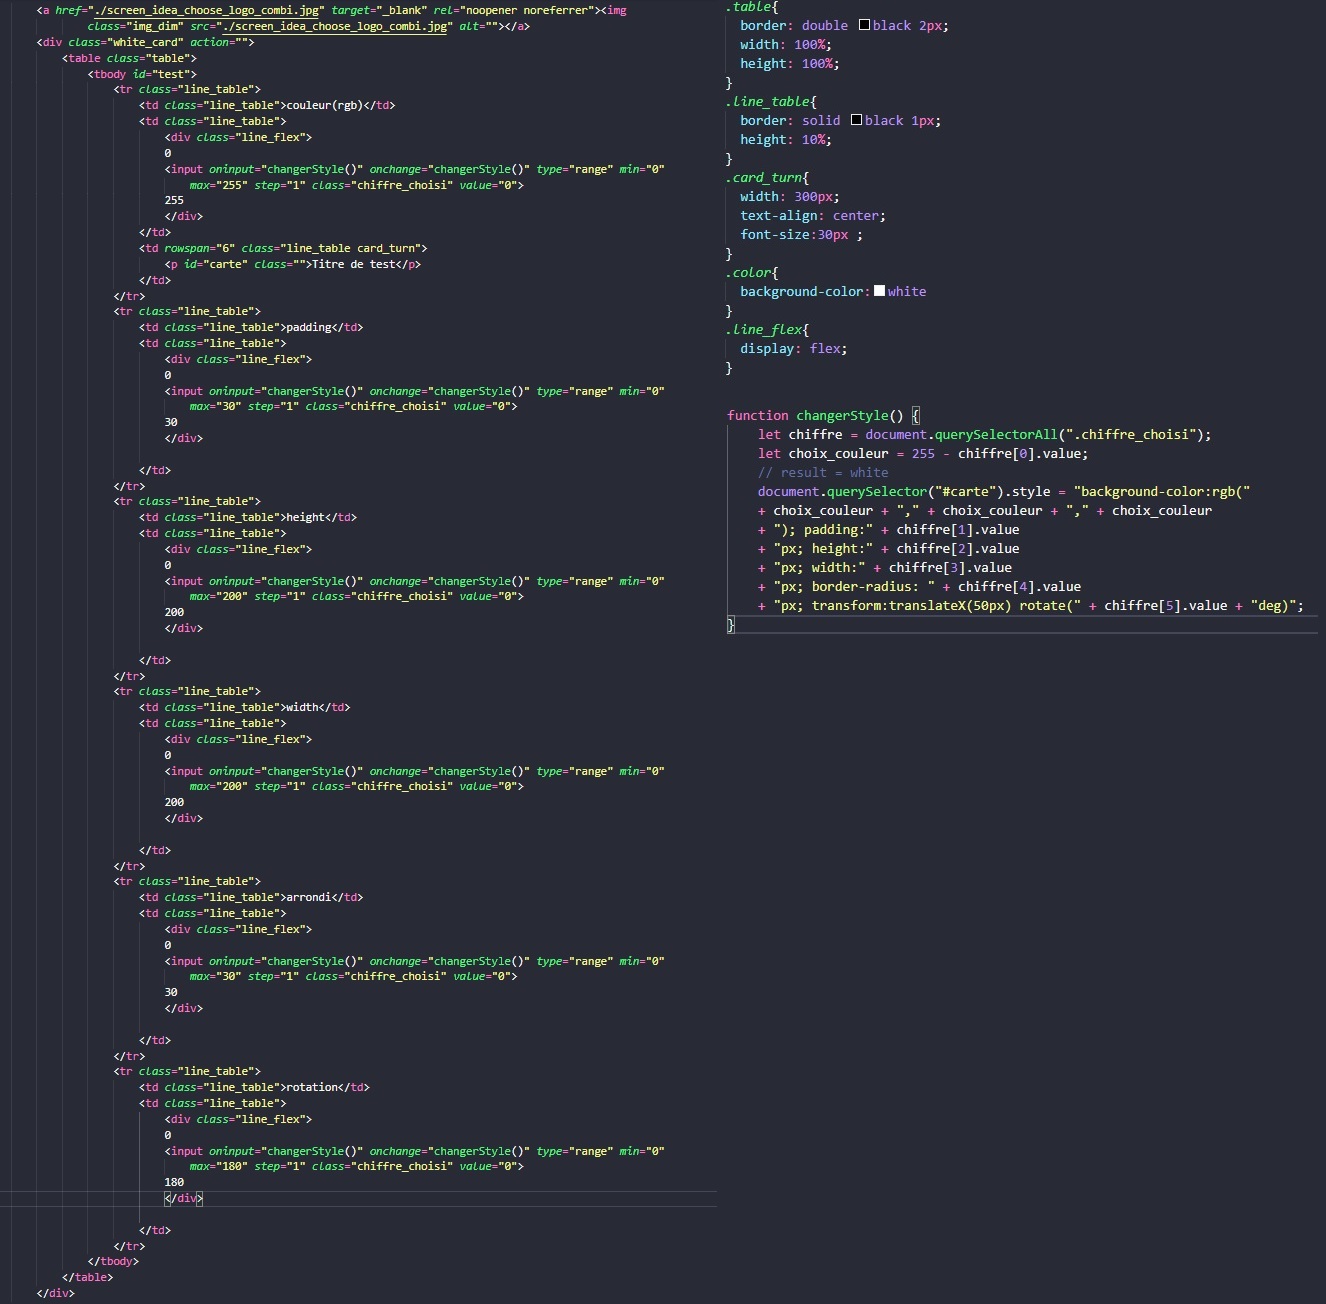 <a href="./screen_idea_choose_logo_combi.jpg" target="_blank" rel="noopener noreferrer"><img
class="img_dim" src="./screen_idea_choose_logo_combi.jpg" alt=""></a>
<div class="white_card" action="">
<table class="table">
<tbody id="test">
<tr class="line_table">
<td class="line_table">couleur(rgb)</td>
<td class="line_table">
<div class="line_flex">
0
<input oninput="changerStyle()" onchange="changerStyle()" type="range" min="0"
max="255" step="1" class="chiffre_choisi" value="0">
255
</div>
</td>
<td rowspan="6" class="line_table card_turn">
<p id="carte" class="">Titre de test</p>
</td>
</tr>
<tr class="line_table">
<td class="line_table">padding</td>
<td class="line_table">
<div class="line_flex">
0
<input oninput="changerStyle()" onchange="changerStyle()" type="range" min="0"
max="30" step="1" class="chiffre_choisi" value="0">
30
</div>
</td>
</tr>
<tr class="line_table">
<td class="line_table">height</td>
<td class="line_table">
<div class="line_flex">
0
<input oninput="changerStyle()" onchange="changerStyle()" type="range" min="0"
max="200" step="1" class="chiffre_choisi" value="0">
200
</div>
</td>
</tr>
<tr class="line_table">
<td class="line_table">width</td>
<td class="line_table">
<div class="line_flex">
0
<input oninput="changerStyle()" onchange="changerStyle()" type="range" min="0"
max="200" step="1" class="chiffre_choisi" value="0">
200
</div>
</td>
</tr>
<tr class="line_table">
<td class="line_table">arrondi</td>
<td class="line_table">
<div class="line_flex">
0
<input oninput="changerStyle()" onchange="changerStyle()" type="range" min="0"
max="30" step="1" class="chiffre_choisi" value="0">
30
</div>
</td>
</tr>
<tr class="line_table">
<td class="line_table">rotation</td>
<td class="line_table">
<div class="line_flex">
0
<input oninput="changerStyle()" onchange="changerStyle()" type="range" min="0"
max="180" step="1" class="chiffre_choisi" value="0">
180
</div>
</td>
</tr>
</tbody>
</table>
</div>
.table{
border: double black 2px;
width: 100%;
height: 100%;
}
.line_table{
border: solid black 1px;
height: 10%;
}
.card_turn{
width: 300px;
text-align: center;
font-size:30px ;
}
.color{
background-color: white
}
.line_flex{
display: flex;
}
function changerStyle() {
let chiffre = document.querySelectorAll(".chiffre_choisi");
let choix_couleur = 255 - chiffre[0].value;
// result = white
document.querySelector("#carte").style = "background-color:rgb("
+ choix_couleur + "," + choix_couleur + "," + choix_couleur
+ "); padding:" + chiffre[1].value
+ "px; height:" + chiffre[2].value
+ "px; width:" + chiffre[3].value
+ "px; border-radius: " + chiffre[4].value
+ "px; transform:translateX(50px) rotate(" + chiffre[5].value + "deg)";
}